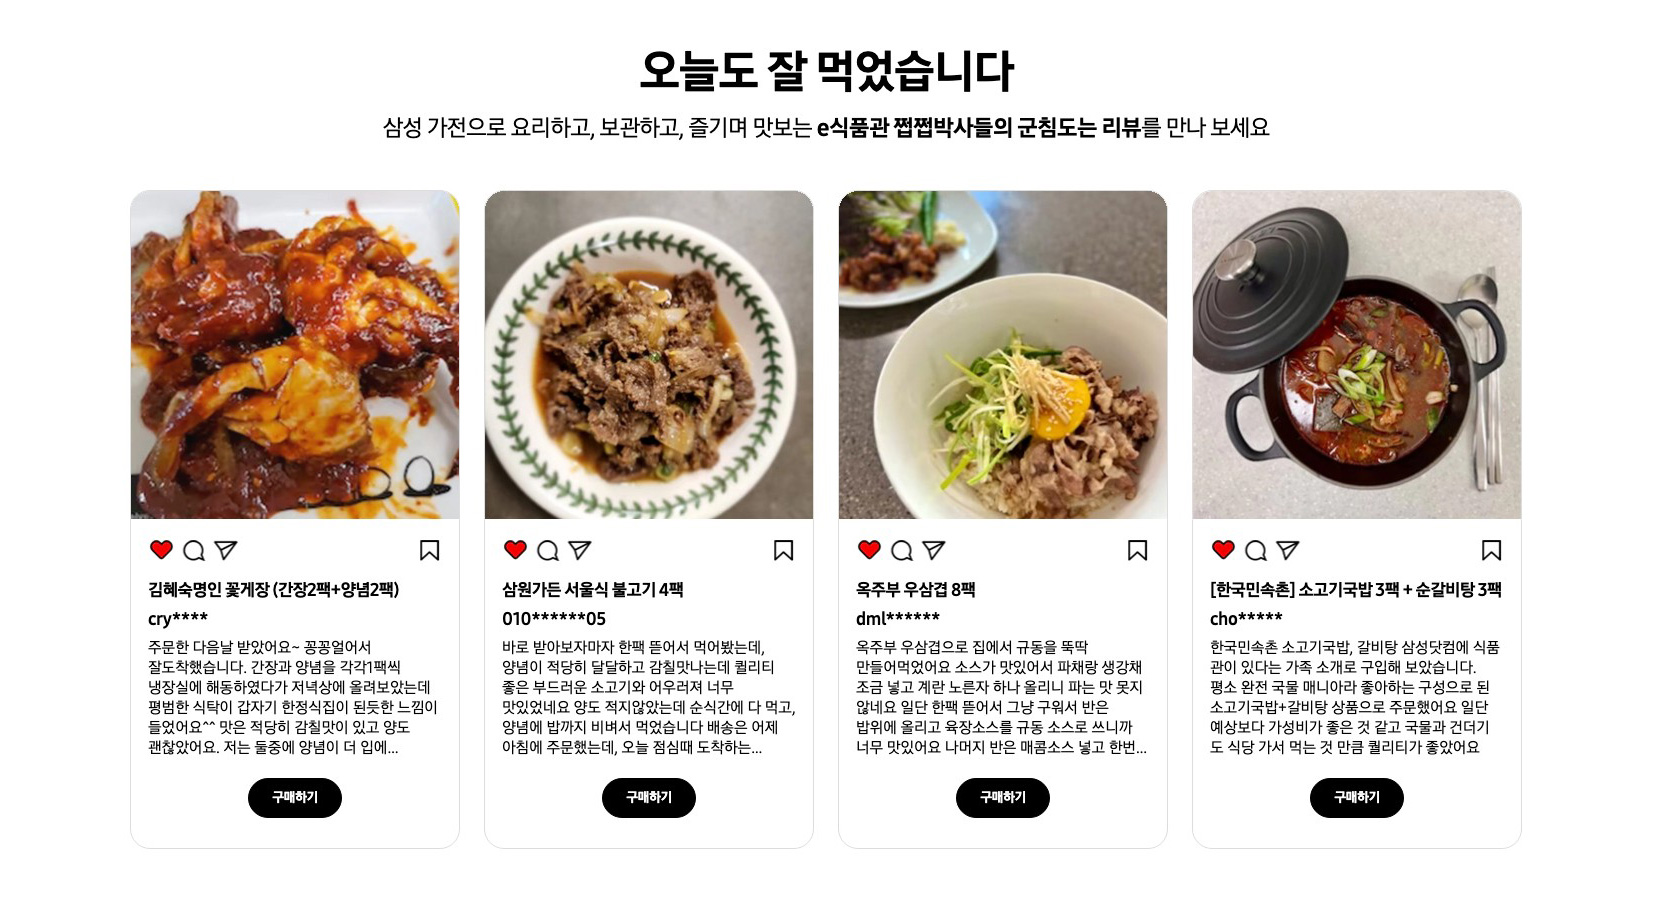 오늘도 잘 먹었습니다
삼성 가전으로 요리하고, 보관하고, 즐기며 맛보는 e식품관 쩝쩝박사들의 군침도는 리뷰를 만나 보세요
김혜숙명인 꽃게장 (간장2팩+양념2팩)
cry****
주문한 다음날 받았어요~ 꽁꽁얼어서
잘도착했습니다. 간장과 양념을 각각1팩씩
냉장실에 해동하였다가 저녁상에 올려보았는데
평범한 식탁이 갑자기 한정식집이 된듯한 느낌이
들었어요^^ 맛은 적당히 감칠맛이 있고 양도
괜찮았어요. 저는 둘중에 양념이 더 입에...
구매하기
삼원가든 서울식 불고기 4팩
010******05
바로 받아보자마자 한팩 뜯어서 먹어봤는데,
양념이 적당히 달달하고 감칠맛나는데 퀄리티
좋은 부드러운 소고기와 어우러져 너무
맛있었네요 양도 적지않았는데 순식간에 다 먹고,
양념에 밥까지 비벼서 먹었습니다 배송은 어제
아침에 주문했는데, 오늘 점심때 도착하는...
구매하기
옥주부 우삼겹 8팩
dml******
옥주부 우삼겹으로 집에서 규동을 뚝딱
만들어먹었어요 소스가 맛있어서 파채랑 생강채
조금 넣고 계란 노른자 하나 올리니 파는 맛 못지
않네요 일단 한팩 뜯어서 그냥 구워서 반은
밥위에 올리고 육장소스를 규동 소스로 쓰니까
너무 맛있어요 나머지 반은 매콤소스 넣고 한번...
구매하기
[한국민속촌] 소고기국밥 3팩 + 순갈비탕 3팩
cho*****
한국민속촌 소고기국밥, 갈비탕 삼성닷컴에 식품
관이 있다는 가족 소개로 구입해 보았습니다.
평소 완전 국물 매니아라 좋아하는 구성으로 된
소고기국밥+갈비탕 상품으로 주문했어요 일단
예상보다 가성비가 좋은 것 같고 국물과 건더기
도 식당 가서 먹는 것 만큼 퀄리티가 좋았어요
구매하기